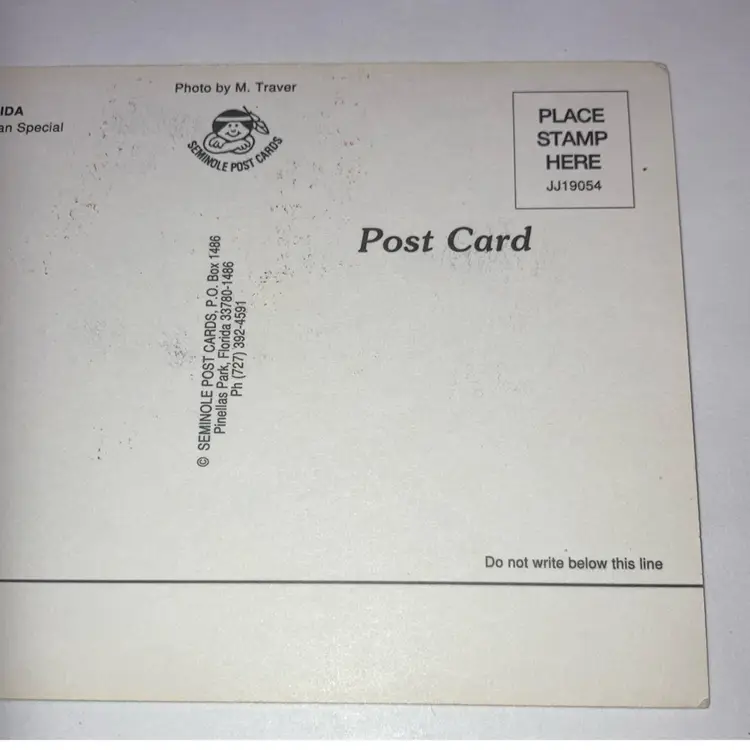 IDA
an Special
Photo by M. Traver
SEMINOLE POST CARDS
PLACE
STAMP
HERE
JJ19054
Post Card
© SEMINOLE POST CARDS, P.O. Box 1486
Pinellas Park, Florida 33780-1486
Ph (727) 392-4591
Do not write below this line